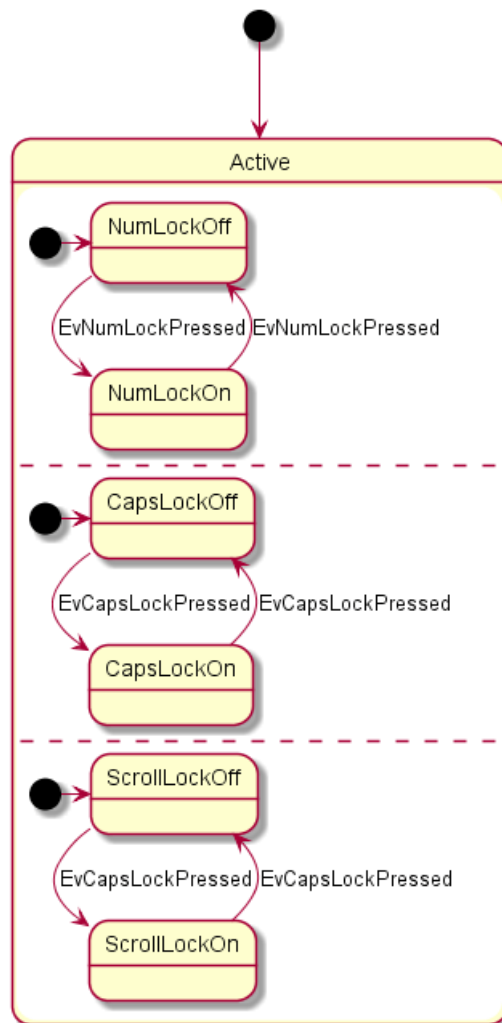 Active
NumLockOff
EvNumLockPressed EvNumLockPressed
NumLockOn
CapsLockOff
EvCapsLockPressed EvCapsLockPressed
CapsLockOn
ScrollLockOff
EvCapsLockPressed EvCapsLockPressed
ScrollLockOn